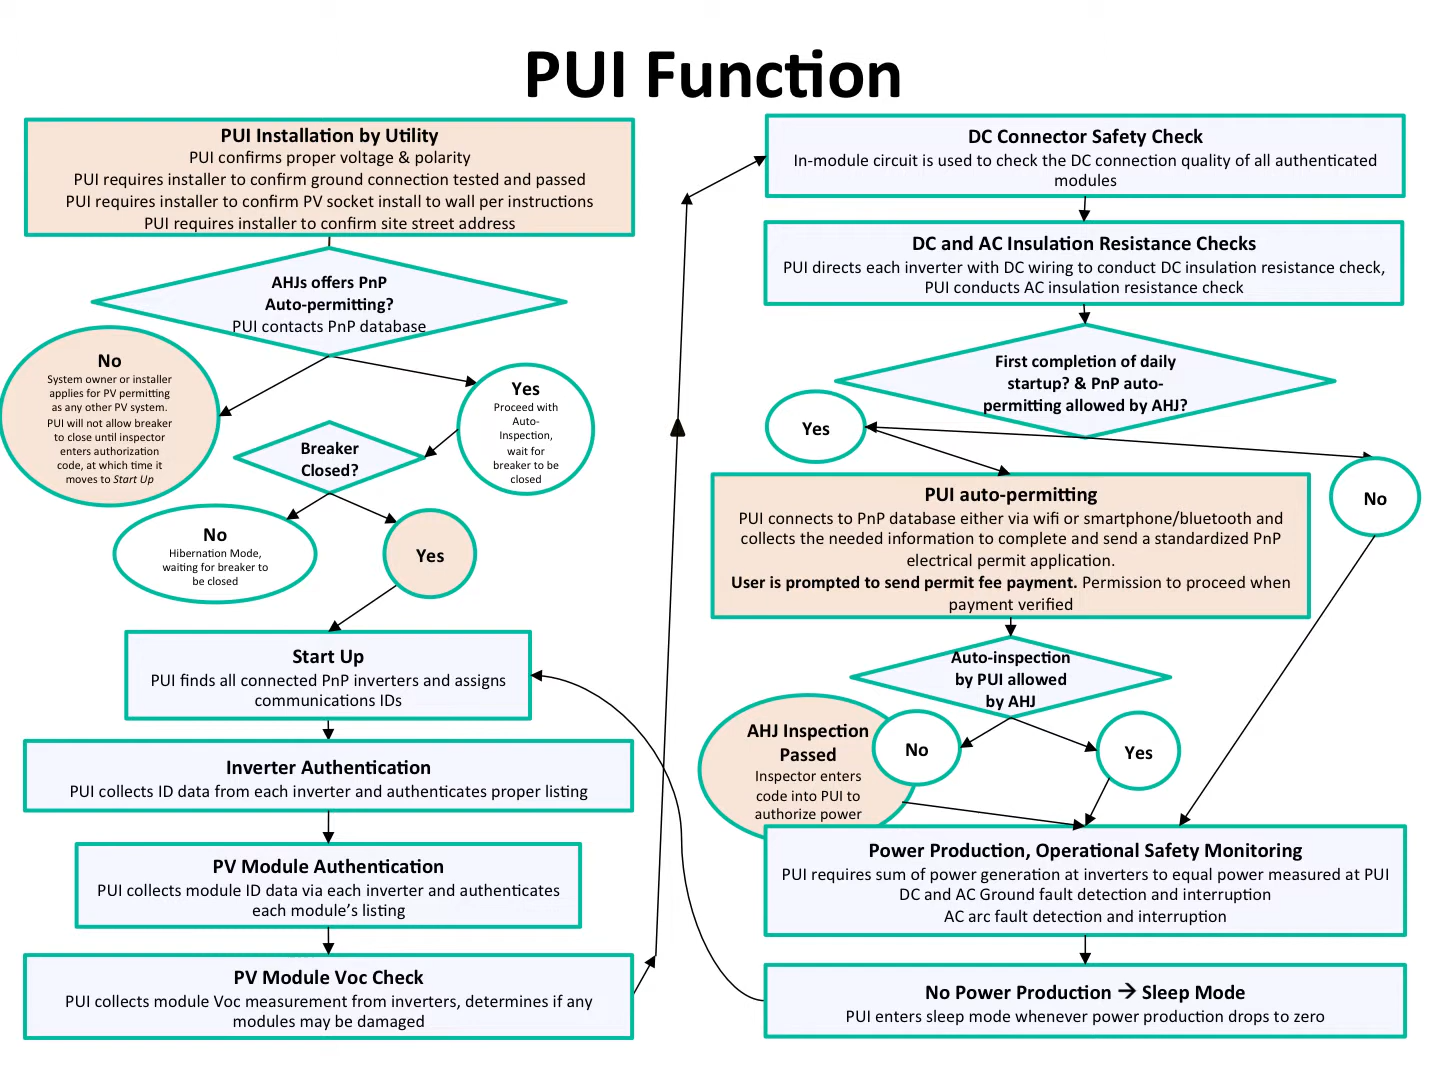 PUI Function
PUI Installation by Utility
PUI confirms proper voltage & polarity
PUI requires installer to confirm ground connection tested and passed
PUI requires installer to confirm PV socket install to wall per instructions
PUI requires installer to confirm site street address
AHJs offers PnP
Auto-permitting?
PUI contacts PnP database
No
System owner or installer
applies for PV permitting
as any other PV system.
PUI will not allow breaker
to close until inspector
enters authorization
code, at which time it
moves to Start Up
Yes
Proceed with
Auto-
Inspection,
wait for
breaker to be
closed
Breaker
Closed?
No
Hibernation Mode,
waiting for breaker to
be closed
Yes
Start Up
PUI finds all connected PnP inverters and assigns
communications IDs
Inverter Authentication
PUI collects ID data from each inverter and authenticates proper listing
PV Module Authentication
PUI collects module ID data via each inverter and authenticates
each module's listing
PV Module Voc Check
PUI collects module Voc measurement from inverters, determines if any
modules may be damaged
DC Connector Safety Check
In-module circuit is used to check the DC connection quality of all authenticated
modules
DC and AC Insulation Resistance Checks
PUI directs each inverter with DC wiring to conduct DC insulation resistance check,
PUI conducts AC insulation resistance check
First completion of daily
startup? & PnP auto-
permitting allowed by AHJ?
Yes
No
PUI auto-permitting
PUI connects to PnP database either via wifi or smartphone/bluetooth and
collects the needed information to complete and send a standardized PnP
electrical permit application.
User is prompted to send permit fee payment. Permission to proceed when
payment verified
Auto-inspection
by PUI allowed
by AHJ
AHJ Inspection
Passed
Inspector enters
code into PUI to
authorize power
No
Yes
Power Production, Operational Safety Monitoring
PUI requires sum of power generation at inverters to equal power measured at PUI
DC and AC Ground fault detection and interruption
AC arc fault detection and interruption
No Power Production → Sleep Mode
PUI enters sleep mode whenever power production drops to zero